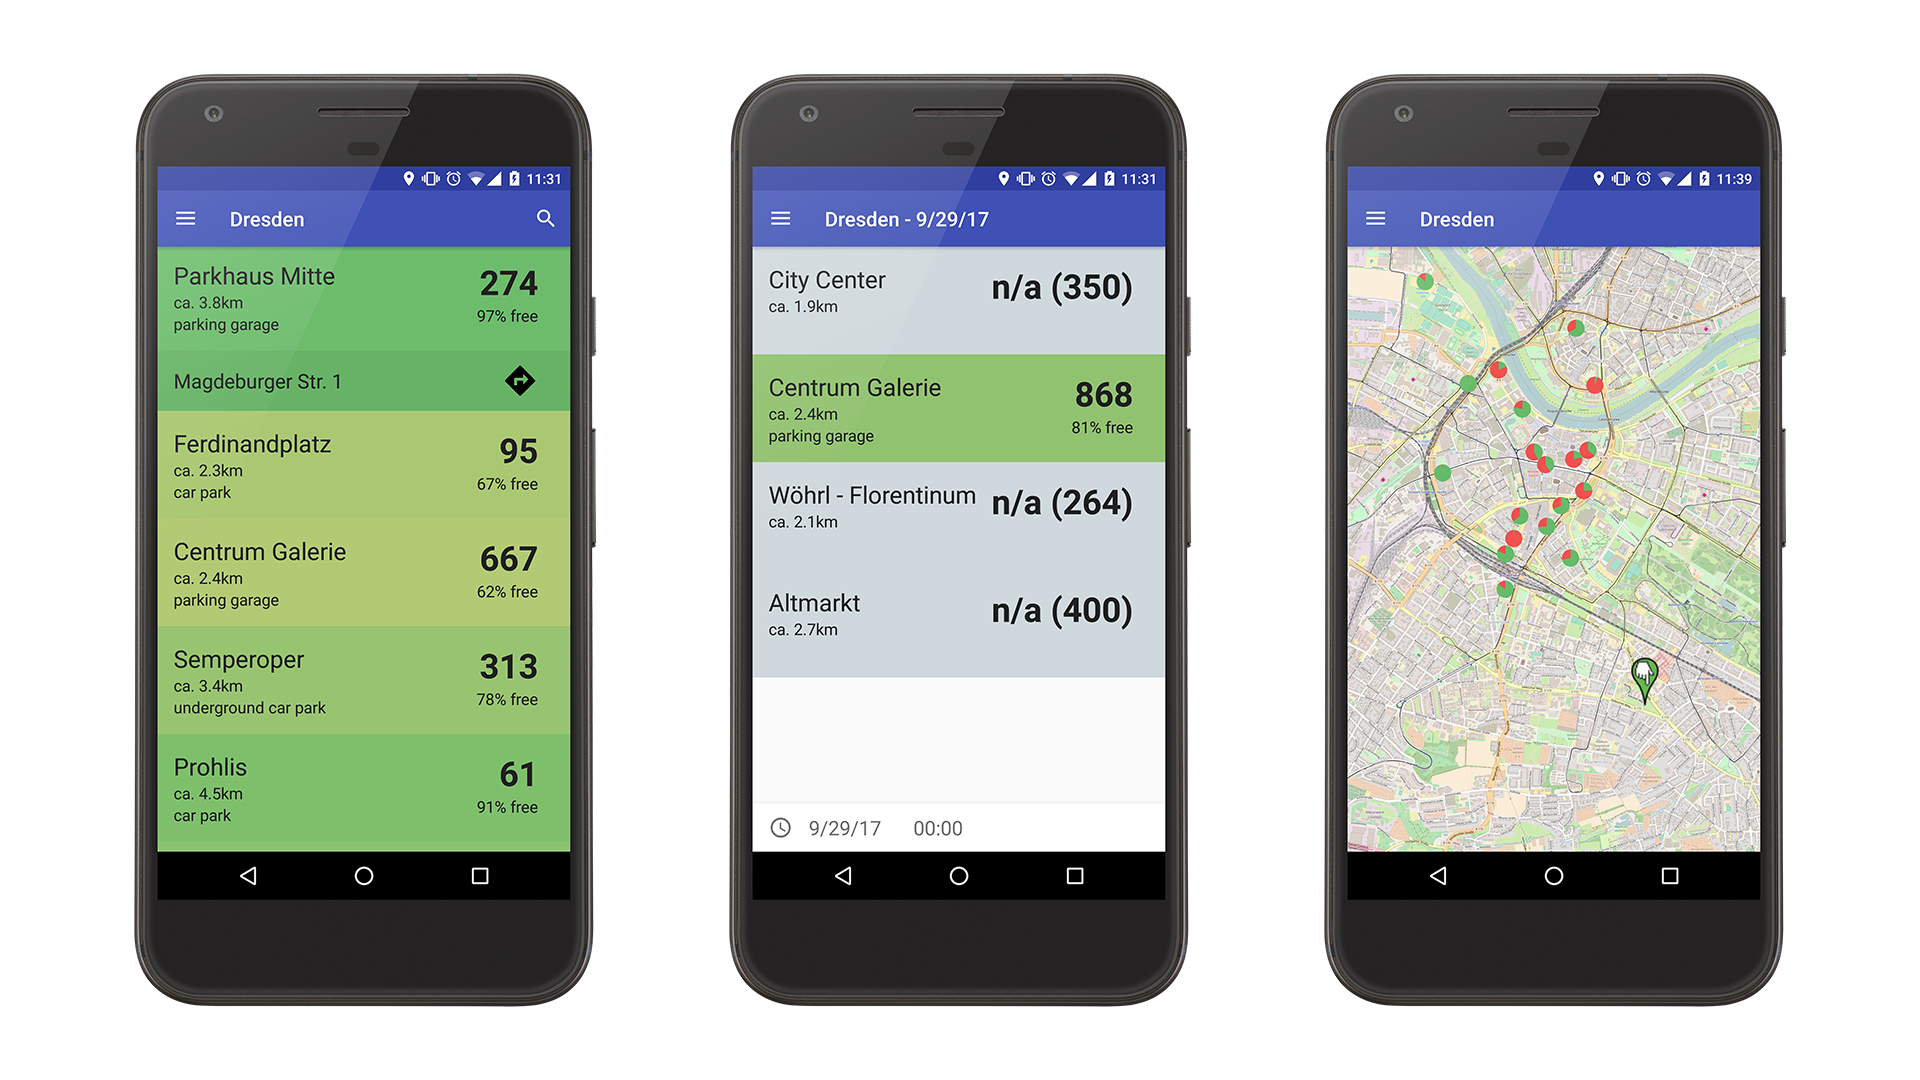 11:31
Dresden
Parkhaus Mitte
274
ca. 3.8km
97% free
parking garage
Magdeburger Str. 1
Ferdinandplatz
95
ca. 2.3km
67% free
car park
Centrum Galerie
667
ca. 2.4km
62% free
parking garage
Semperoper
313
ca. 3.4km
78% free
underground car park
Prohlis
61
ca. 4.5km
91% free
car park
11:31
Dresden - 9/29/17
City Center
n/a (350)
ca. 1.9km
Centrum Galerie
868
ca. 2.4km
81% free
parking garage
Wöhrl - Florentinum
n/a (264)
ca. 2.1km
Altmarkt
n/a (400)
ca. 2.7km
9/29/17 00:00
11:39
Dresden